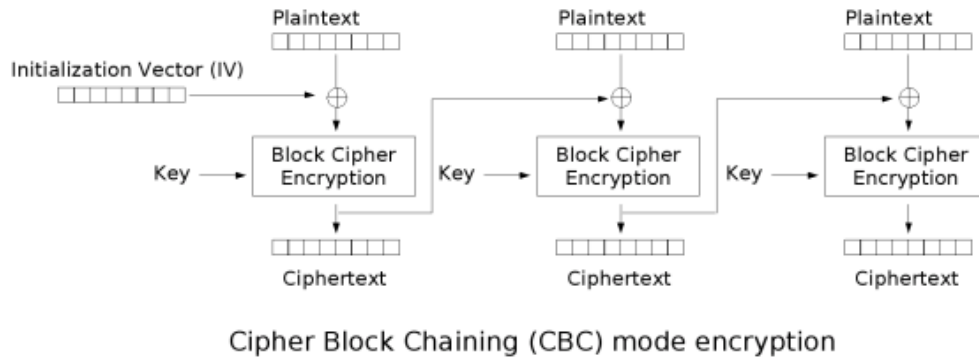 Plaintext
Plaintext
Plaintext
Initialization Vector (IV)
Key
Block Cipher
Encryption
Key
Block Cipher
Encryption
Key
Block Cipher
Encryption
Ciphertext
Ciphertext
Ciphertext
Cipher Block Chaining (CBC) mode encryption